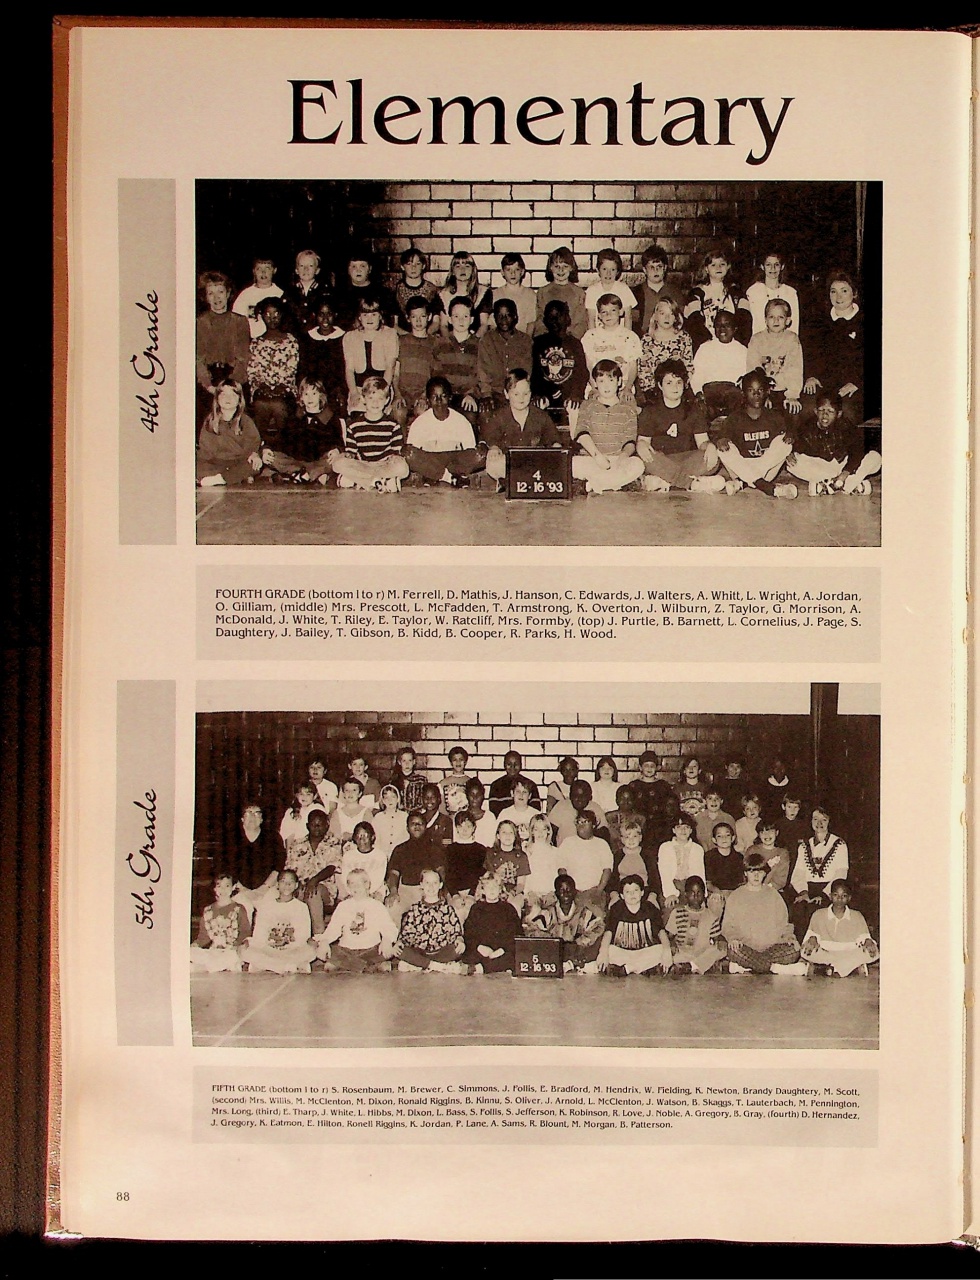 Elementary
4th Grade
A
BLEDUNS
4
12·16 '93
FOURTH GRADE (bottom l to r) M. Ferrell, D. Mathis, J. Hanson, C. Edwards, J. Walters, A. Whitt, L. Wright, A. Jordan,
O. Gilliam, (middle) Mrs. Prescott, L. McFadden, T. Armstrong, K. Overton, J. Wilburn, Z. Taylor, G. Morrison, A.
McDonald, J. White, T. Riley, E. Taylor, W. Ratcliff, Mrs. Formby, (top) J. Purtle, B. Barnett, L. Cornelius, J. Page, S.
Daughtery, J. Bailey, T. Gibson, B. Kidd, B. Cooper, R. Parks, H. Wood.
5th Grade
5
12·16 '93
FIFTH GRADE (bottom l to r) S. Rosenbaum, M. Brewer, C. Simmons, J. Follis, E. Bradford, M. Hendrix, W. Fielding, K. Newton, Brandy Daughtery, M. Scott,
(second) Mrs. Willis, M. McClenton, M. Dixon, Ronald Riggins, B. Kinnu, S. Oliver, J. Arnold, L. McClenton, J. Watson, B. Skaggs, T. Lauterbach, M. Pennington,
Mrs. Long, (third) E. Tharp, J. White, L. Hibbs, M. Dixon, L. Bass, S. Follis, S. Jefferson, K. Robinson, R. Love, J. Noble, A. Gregory, B. Gray, (fourth) D. Hernandez,
J. Gregory, K. Eatmon, E. Hilton, Ronell Riggins, K. Jordan, P. Lane, A. Sams, R. Blount, M. Morgan, B. Patterson.
88